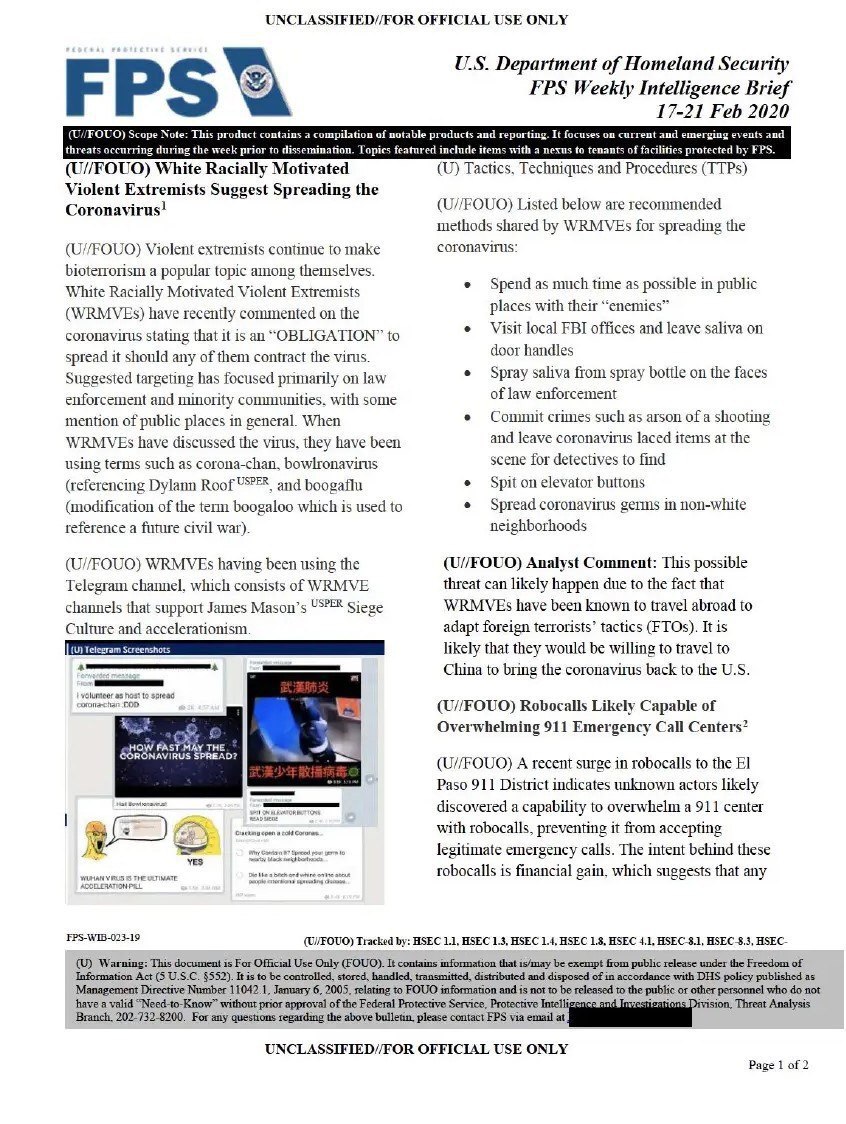 UNCLASSIFIED//FOR OFFICIAL USE ONLY
FEDERAL PROTECTIVE SERVICE
FPS
U.S. Department of Homeland Security
FPS Weekly Intelligence Brief
17-21 Feb 2020
(U//FOUO) Scope Note: This product contains a compilation of notable products and reporting. It focuses on current and emerging events and
threats occurring during the week prior to dissemination. Topics featured include items with a nexus to tenants of facilities protected by FPS.
(U//FOUO) White Racially Motivated
Violent Extremists Suggest Spreading the
Coronavirus1
(U//FOUO) Violent extremists continue to make
bioterrorism a popular topic among themselves.
White Racially Motivated Violent Extremists
(WRMVEs) have recently commented on the
coronavirus stating that it is an “OBLIGATION” to
spread it should any of them contract the virus.
Suggested targeting has focused primarily on law
enforcement and minority communities, with some
mention of public places in general. When
WRMVEs have discussed the virus, they have been
using terms such as corona-chan, bowlronavirus
(referencing Dylann Roof USPER, and boogaflu
(modification of the term boogaloo which is used to
reference a future civil war).
(U//FOUO) WRMVEs having been using the
Telegram channel, which consists of WRMVE
channels that support James Mason’s USPER Siege
Culture and accelerationism.
(U) Telegram Screenshots
Forwarded message
From
I volunteer as host to spread
corona-chan :DDD
HOW FAST MAY THE
CORONAVIRUS SPREAD?
Hail Bowlronavirus!
YES
WUHAN VIRUS IS THE ULTIMATE
ACCELERATION-PILL
Forwarded message
From
武漢肺炎
武漢少年散播病毒
SPIT ON ELEVATOR BUTTONS
READ SIEGE
Cracking open a cold Coronas...
Why Contain it? Spread your germ to
nearby black neighborhoods...
Die like a bitch and whine online about
people intentional spreading disease...
(U) Tactics, Techniques and Procedures (TTPs)
(U//FOUO) Listed below are recommended
methods shared by WRMVEs for spreading the
coronavirus:
• Spend as much time as possible in public
places with their “enemies”
• Visit local FBI offices and leave saliva on
door handles
• Spray saliva from spray bottle on the faces
of law enforcement
• Commit crimes such as arson of a shooting
and leave coronavirus laced items at the
scene for detectives to find
• Spit on elevator buttons
• Spread coronavirus germs in non-white
neighborhoods
(U//FOUO) Analyst Comment: This possible
threat can likely happen due to the fact that
WRMVEs have been known to travel abroad to
adapt foreign terrorists’ tactics (FTOs). It is
likely that they would be willing to travel to
China to bring the coronavirus back to the U.S.
(U//FOUO) Robocalls Likely Capable of
Overwhelming 911 Emergency Call Centers2
(U//FOUO) A recent surge in robocalls to the El
Paso 911 District indicates unknown actors likely
discovered a capability to overwhelm a 911 center
with robocalls, preventing it from accepting
legitimate emergency calls. The intent behind these
robocalls is financial gain, which suggests that any
FPS-WIB-023-19
(U//FOUO) Tracked by: HSEC 1.1, HSEC 1.3, HSEC 1.4, HSEC 1.8, HSEC 4.1, HSEC-8.1, HSEC-8.3, HSEC-
(U) Warning: This document is For Official Use Only (FOUO). It contains information that is/may be exempt from public release under the Freedom of
Information Act (5 U.S.C. §552). It is to be controlled, stored, handled, transmitted, distributed and disposed of in accordance with DHS policy published as
Management Directive Number 11042.1, January 6, 2005, relating to FOUO information and is not to be released to the public or other personnel who do not
have a valid “Need-to-Know” without prior approval of the Federal Protective Service, Protective Intelligence and Investigations Division, Threat Analysis
Branch, 202-732-8200. For any questions regarding the above bulletin, please contact FPS via email at
UNCLASSIFIED//FOR OFFICIAL USE ONLY
Page 1 of 2